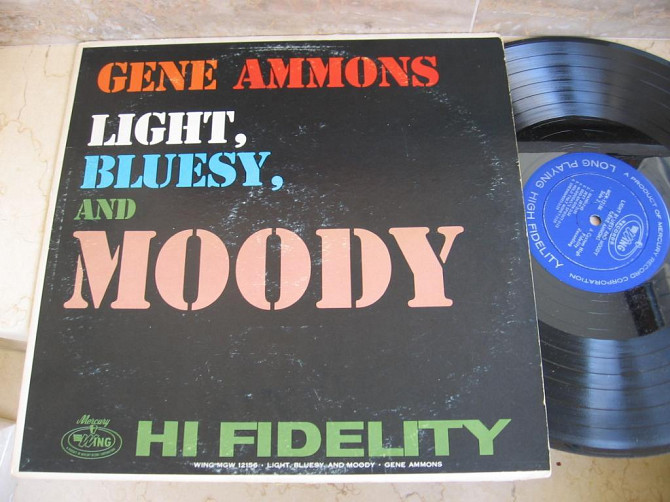 GENE AMMONS
LIGHT,
BLUESY,
AND
MOODY
Mercury
WING
HI FIDELITY
WING-MGW 12156 · LIGHT, BLUESY, AND MOODY · GENE AMMONS
A PRODUCT OF MERCURY RECORD CORPORATION
LONG PLAYING HIGH FIDELITY
WING